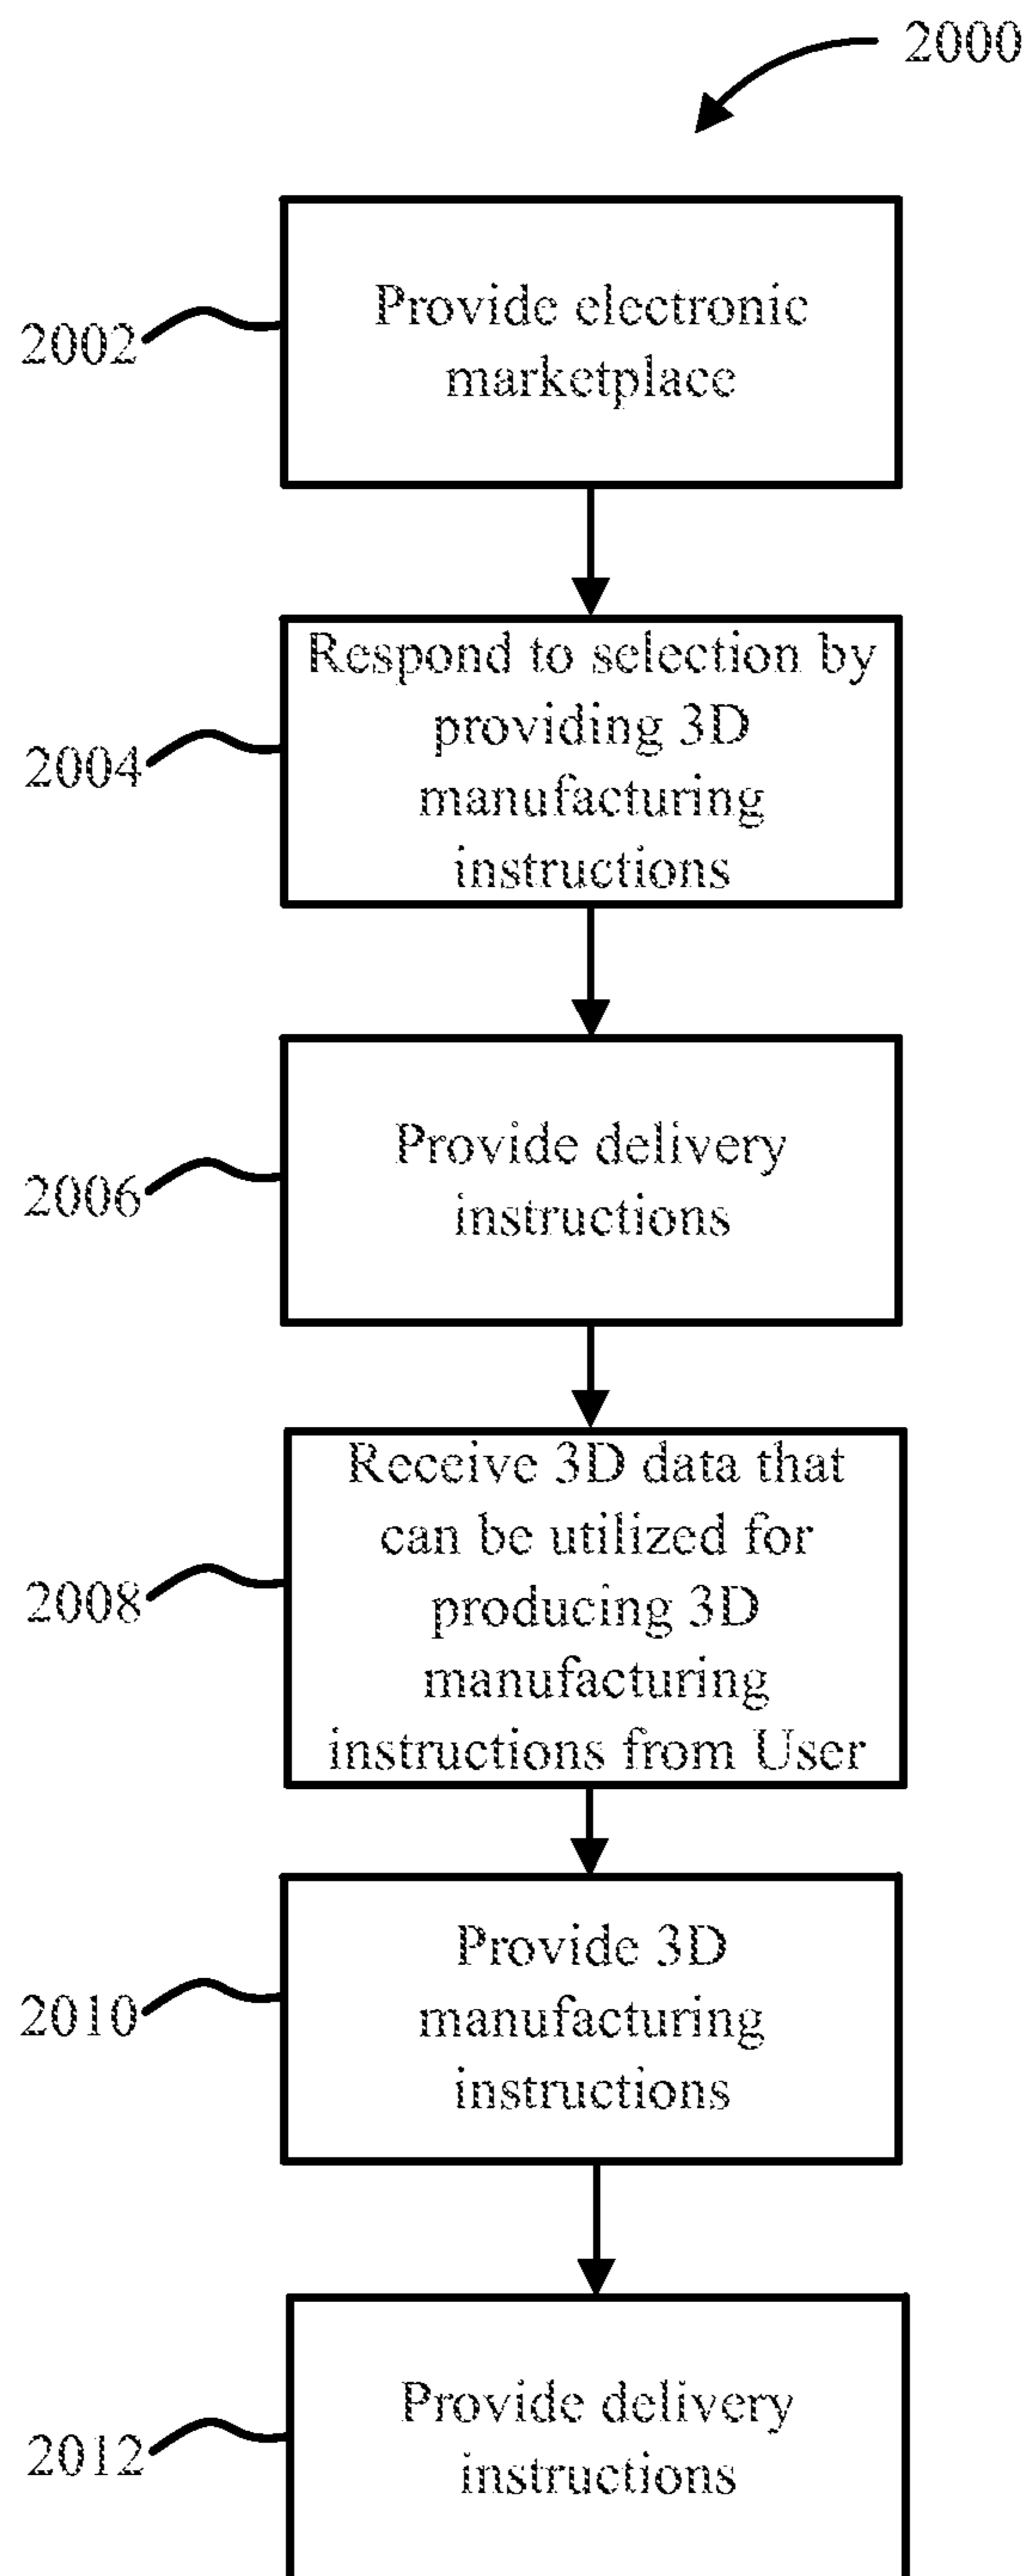 2000
Provide electronic
marketplace
2002
Respond to selection by
providing 3D
manufacturing
instructions
2004
Provide delivery
instructions
2006
Receive 3D data that
can be utilized for
producing 3D
manufacturing
instructions from User
2008
Provide 3D
manufacturing
instructions
2010
Provide delivery
instructions
2012